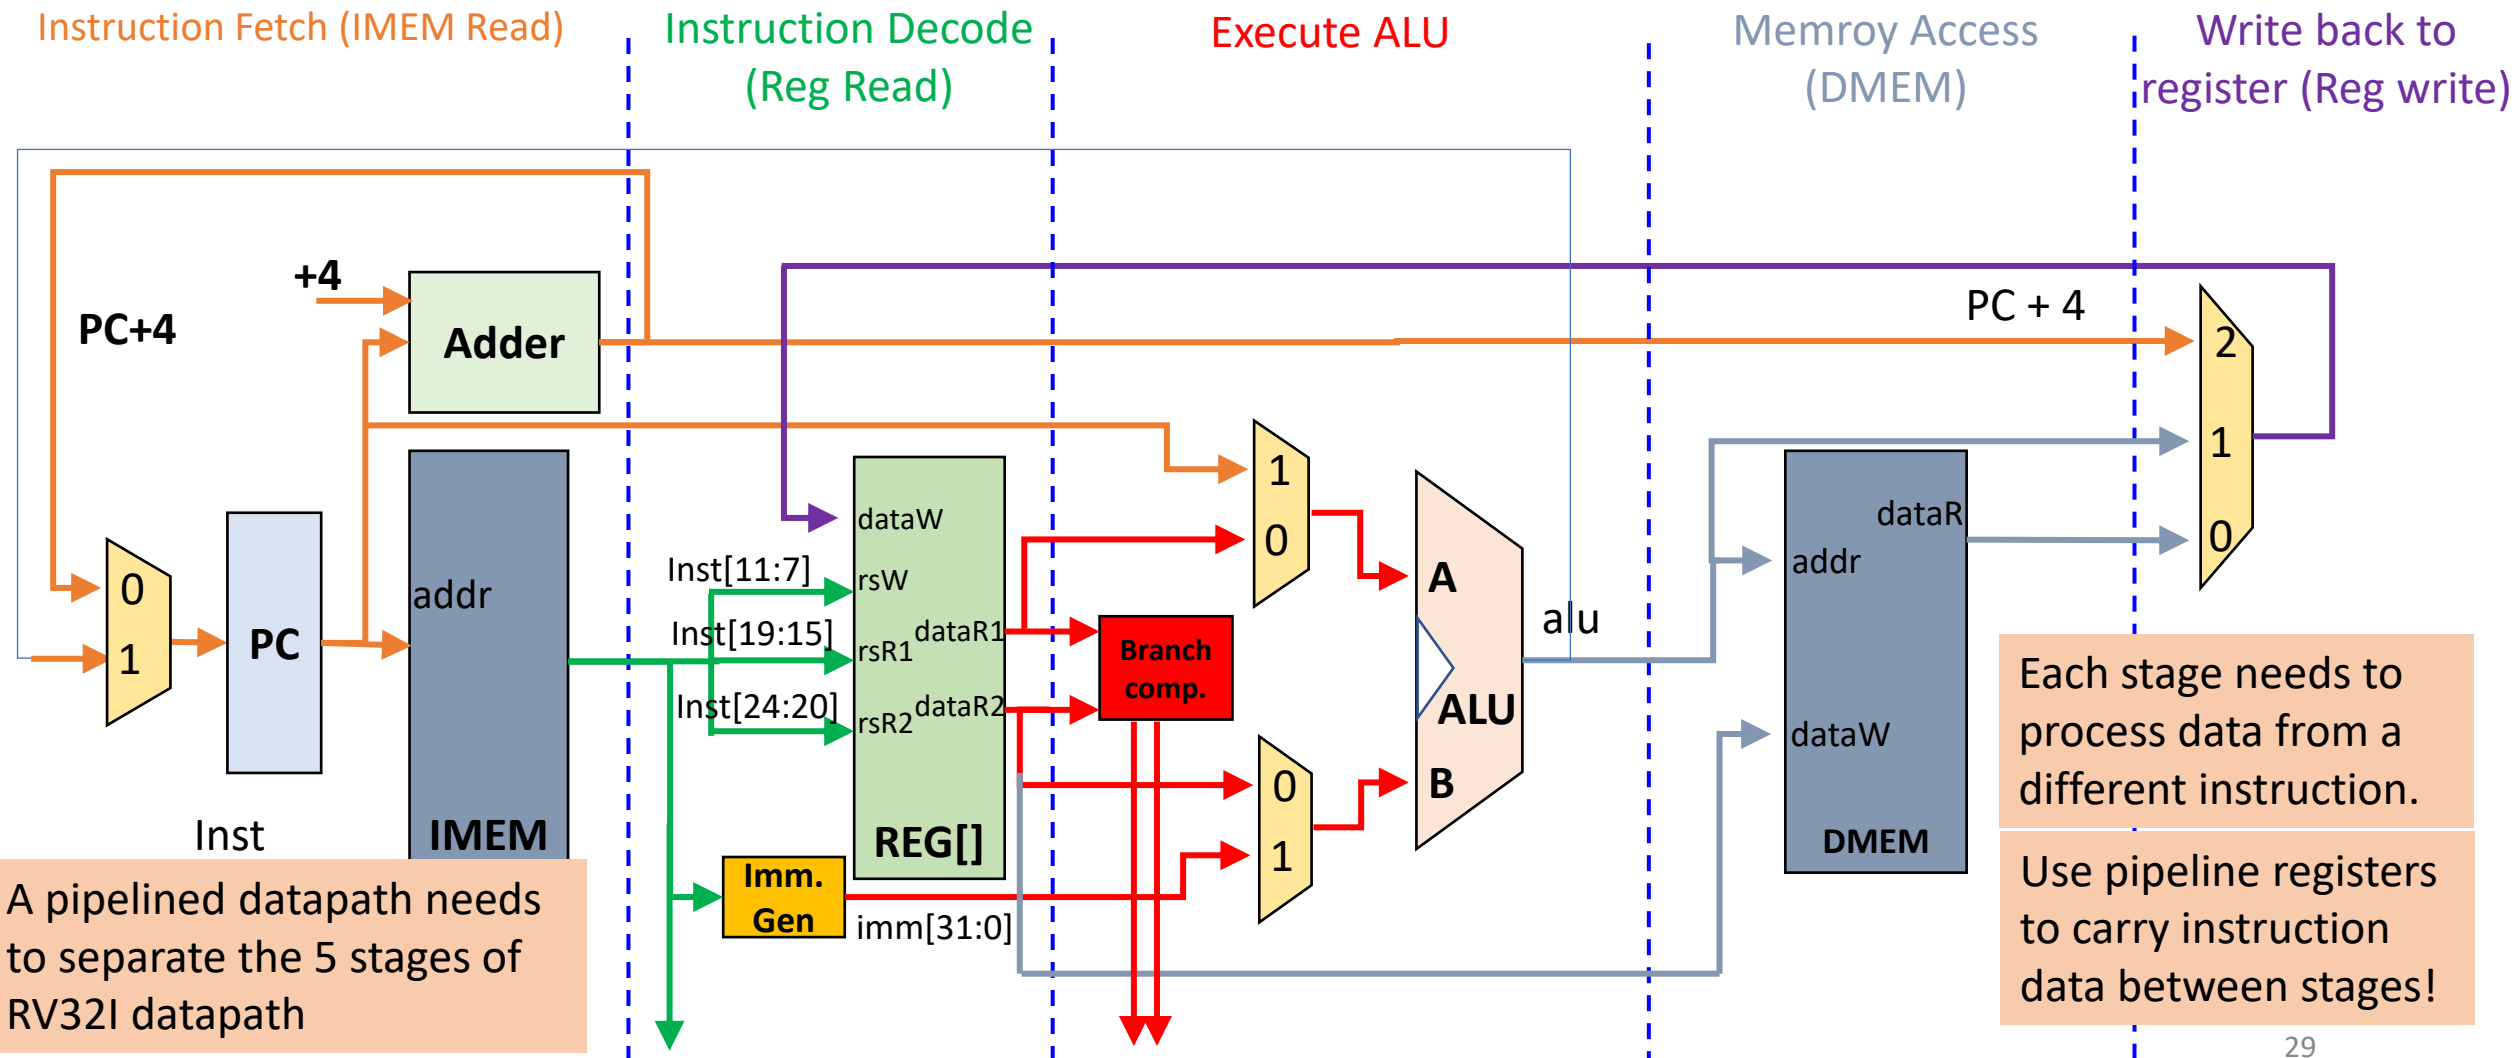 Instruction Fetch (IMEM Read)
Instruction Decode
(Reg Read)
Execute ALU
Memroy Access
(DMEM)
Write back to
register (Reg write)
+4
PC+4
Adder
PC + 4
2
1
0
1
0
dataW
dataR
Inst[11:7]
rsW
addr
addr
A
0
1
PC
Inst[19:15]
rsR1
dataR1
Branch
comp.
alu
Inst[24:20]
rsR2
dataR2
ALU
dataW
0
1
B
Inst
IMEM
REG[]
DMEM
Imm.
Gen
imm[31:0]
Each stage needs to
process data from a
different instruction.
Use pipeline registers
to carry instruction
data between stages!
A pipelined datapath needs
to separate the 5 stages of
RV32I datapath
29